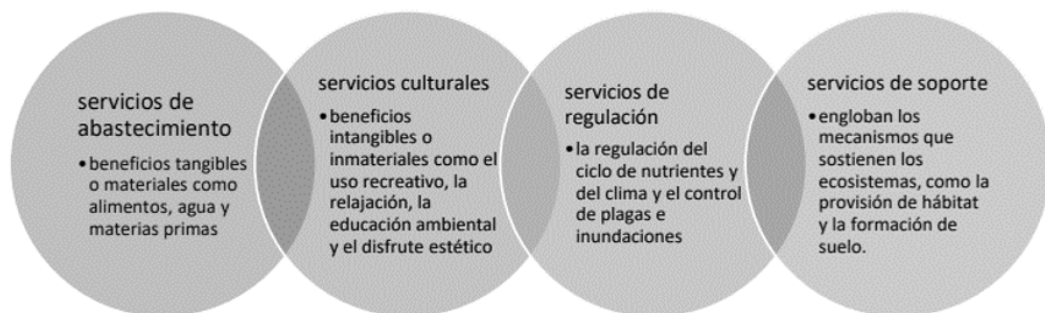 servicios de
abastecimiento
•beneficios tangibles
o materiales como
alimentos, agua y
materias primas
servicios culturales
•beneficios
intangibles o
inmateriales como el
uso recreativo, la
relajación, la
educación ambiental
y el disfrute estético
servicios de
regulación
•la regulación del
ciclo de nutrientes y
del clima y el control
de plagas e
inundaciones
servicios de soporte
•engloban los
mecanismos que
sostienen los
ecosistemas, como la
provisión de hábitat
y la formación de
suelo.